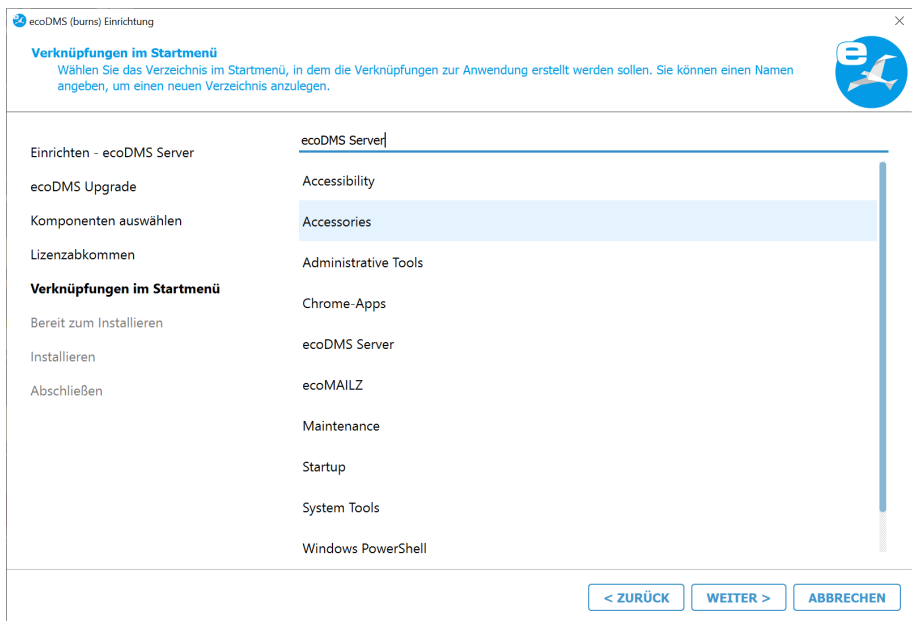 ecoDMS (burns) Einrichtung
Verknüpfungen im Startmenü
Wählen Sie das Verzeichnis im Startmenü, in dem die Verknüpfungen zur Anwendung erstellt werden sollen. Sie können einen Namen
angeben, um einen neuen Verzeichnis anzulegen.
e
Einrichten - ecoDMS Server
ecoDMS Upgrade
Komponenten auswählen
Lizenzabkommen
Verknüpfungen im Startmenü
Bereit zum Installieren
Installieren
Abschließen
ecoDMS Server
Accessibility
Accessories
Administrative Tools
Chrome-Apps
ecoDMS Server
ecoMAILZ
Maintenance
Startup
System Tools
Windows PowerShell
< ZURÜCK
WEITER >
ABBRECHEN